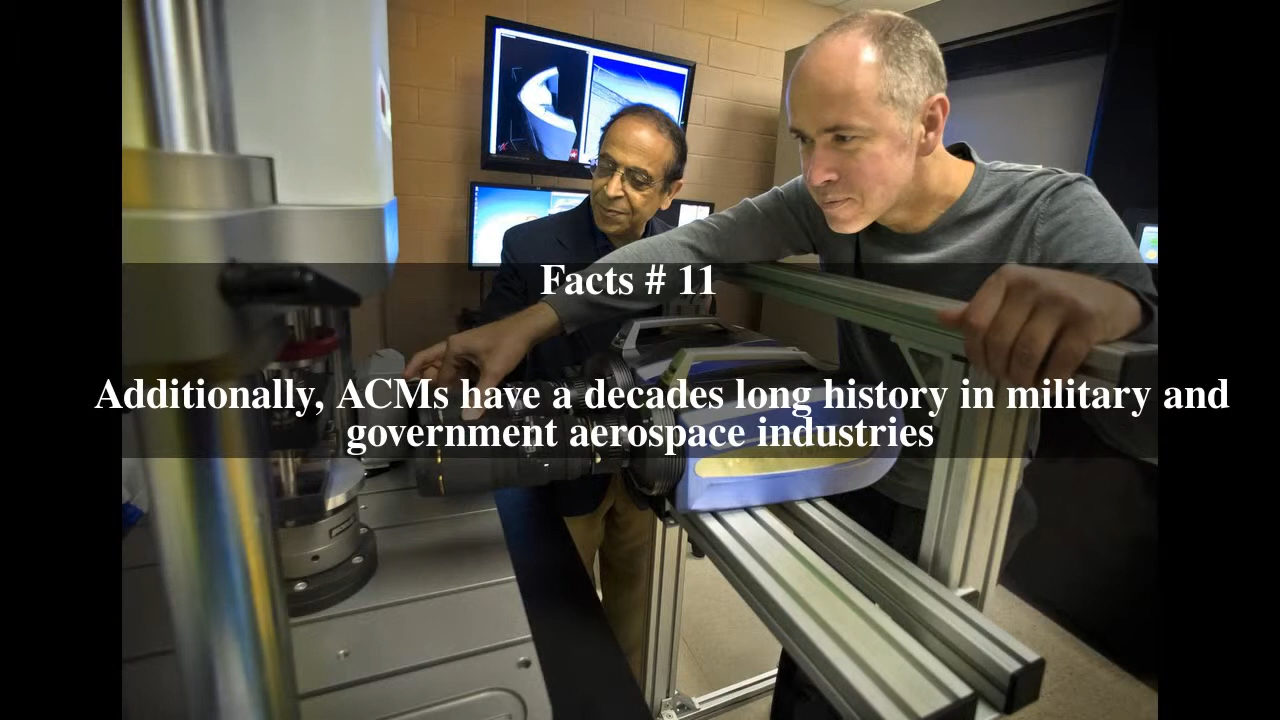 Facts # 11
Additionally, ACMs have a decades long history in military and
government aerospace industries